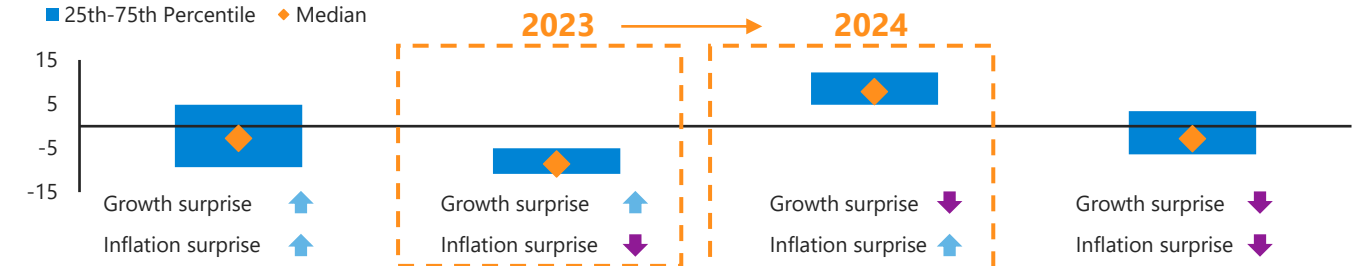 25th-75th Percentile Median
2023 2024
15
5
-5
-15
Growth surprise Growth surprise Growth surprise Growth surprise
Inflation surprise Inflation surprise Inflation surprise Inflation surprise